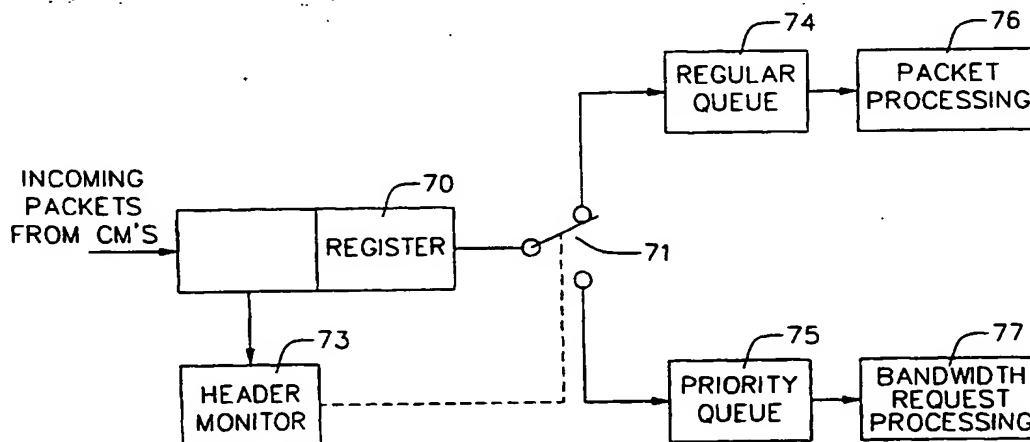 74
REGULAR
QUEUE
76
PACKET
PROCESSING
INCOMING
PACKETS
FROM CM'S
70
REGISTER
71
73
HEADER
MONITOR
75
PRIORITY
QUEUE
77
BANDWIDTH
REQUEST
PROCESSING